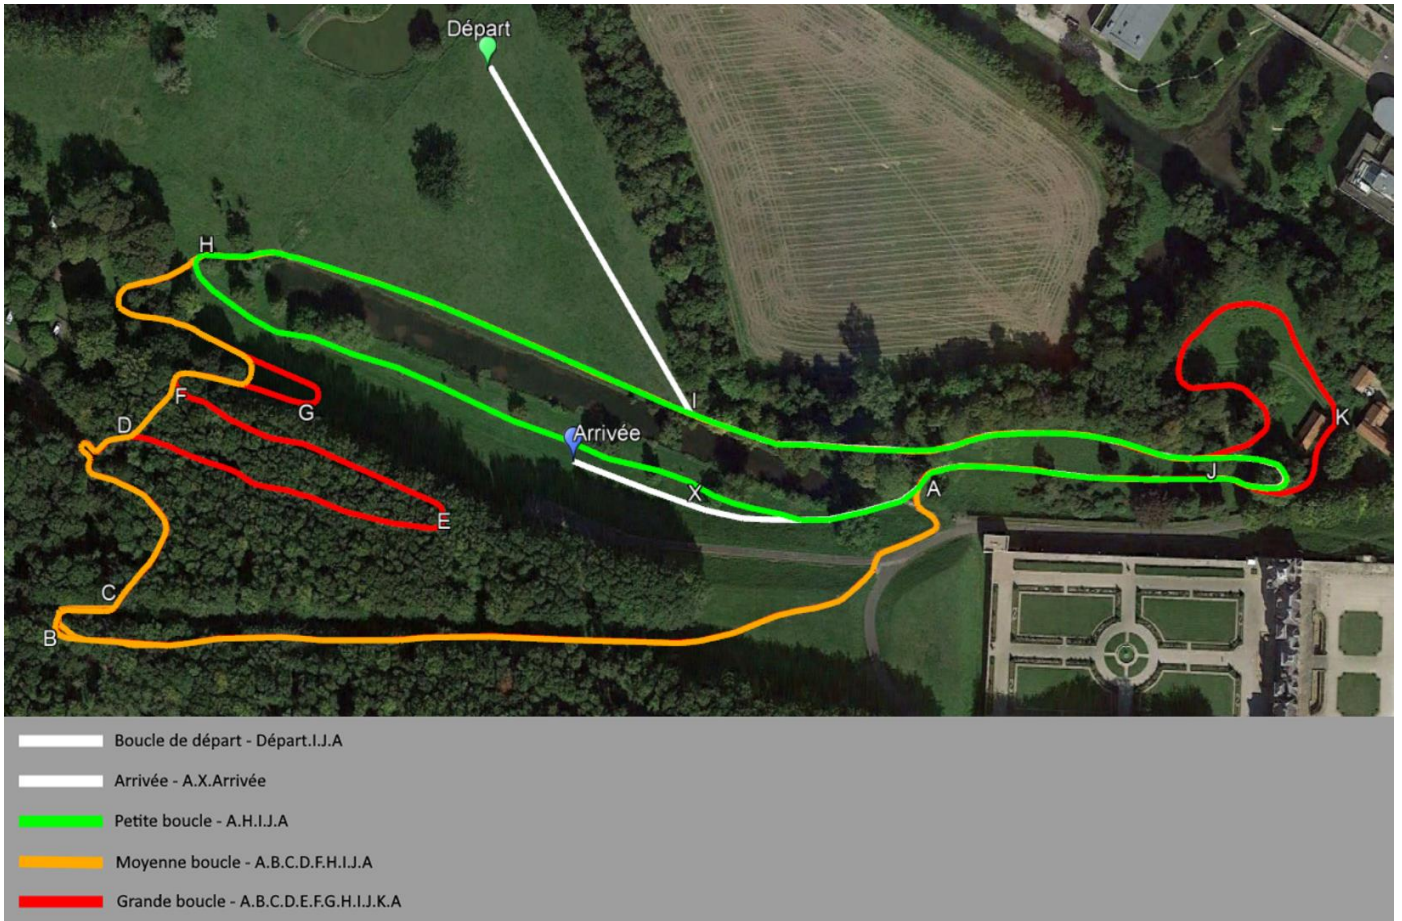 Départ
H
I
F
G
D
Arrivée
K
J
A
X
E
C
B
Boucle de départ - Départ.I.J.A
Arrivée - A.X.Arrivée
Petite boucle - A.H.I.J.A
Moyenne boucle - A.B.C.D.F.H.I.J.A
Grande boucle - A.B.C.D.E.F.G.H.I.J.K.A